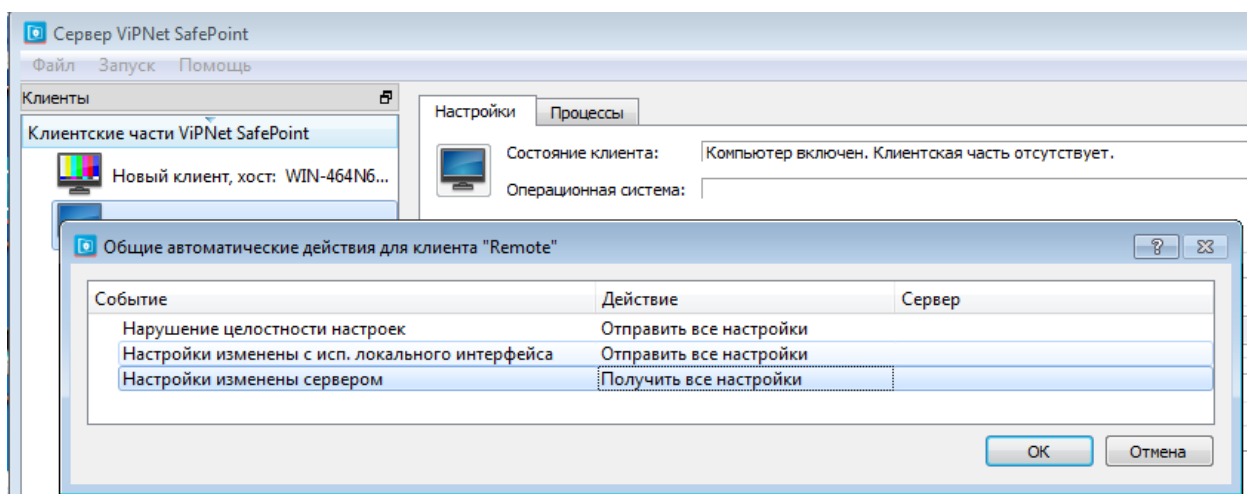 Сервер ViPNet SafePoint
Файл Запуск Помощь
Клиенты
Клиентские части ViPNet SafePoint
Новый клиент, хост: WIN-464N6...
Настройки Процессы
Состояние клиента: Компьютер включен. Клиентская часть отсутствует.
Операционная система:
Общие автоматические действия для клиента "Remote"
Событие Действие Сервер
Нарушение целостности настроек Отправить все настройки
Настройки изменены с исп. локального интерфейса Отправить все настройки
Настройки изменены сервером Получить все настройки
ОК Отмена